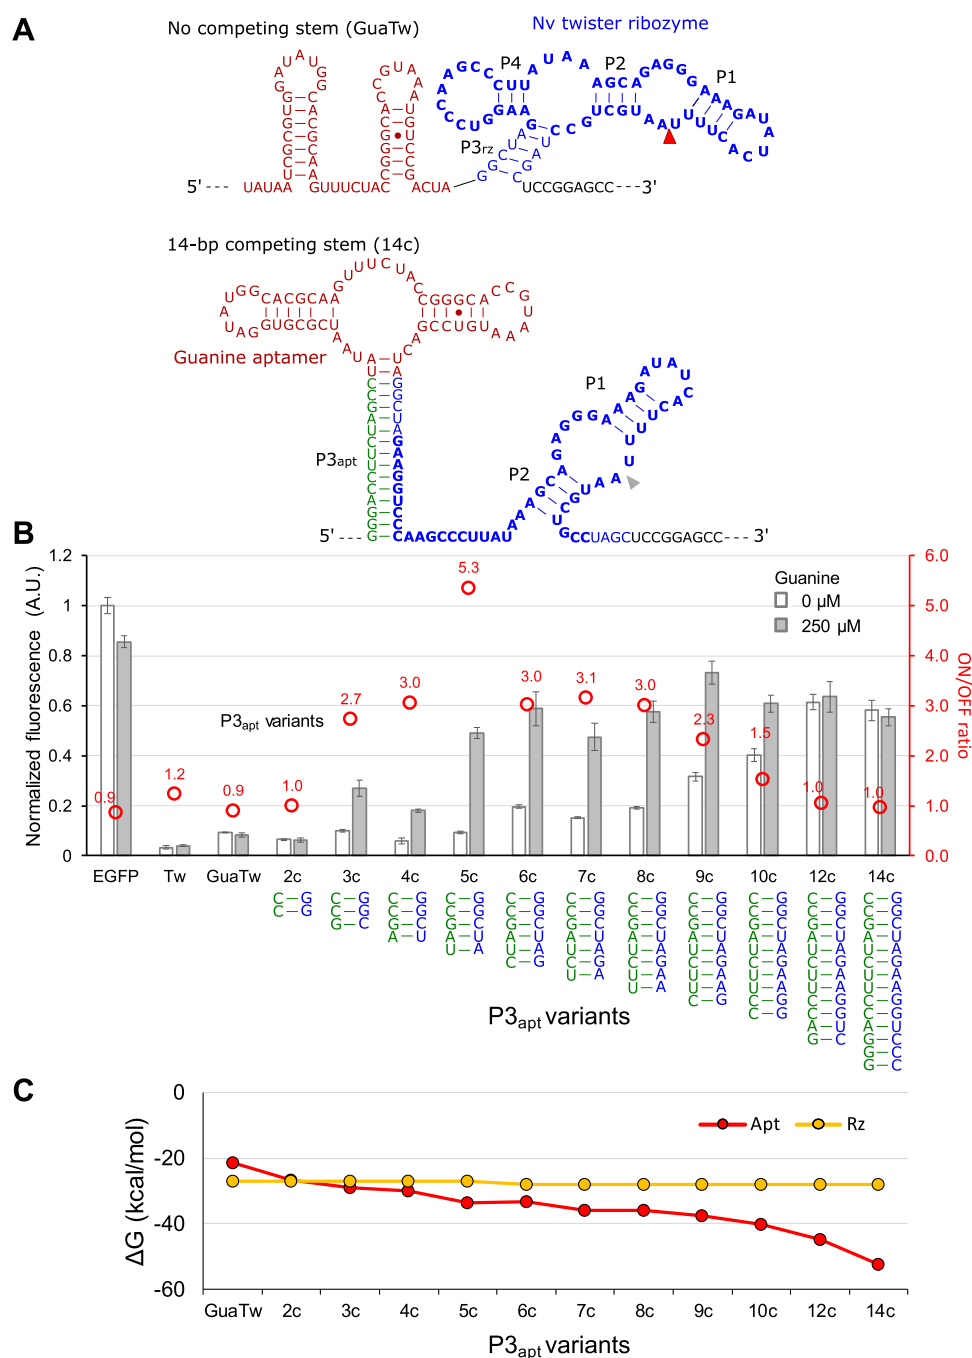 A
No competing stem (GuaTw)
Nv twister ribozyme
P4
P2
P1
P3rz
5' ---
UAUAA
GUUUCUAC
ACUA
UCCGGAGCC
---3'
14-bp competing stem (14c)
Guanine aptamer
P3apt
P1
P2
5' ---
CAAGCCCUUAU
GCCUAGCUCCGGAGCC
--- 3'
B
Normalized fluorescence (A.U.)
1.2
1
0.8
0.6
0.4
0.2
0
6.0
5.0
4.0
3.0
2.0
1.0
0.0
ON/OFF ratio
Guanine
0 µM
250 µM
P3apt variants
0.9
1.2
0.9
1.0
2.7
3.0
5.3
3.0
3.1
3.0
2.3
1.5
1.0
1.0
EGFP Tw GuaTw 2c 3c 4c 5c 6c 7c 8c 9c 10c 12c 14c
C–G C–G C–G C–G C–G C–G C–G C–G C–G C–G C–G
C–G C–G C–G C–G C–G C–G C–G C–G C–G C–G C–G
G–C G–C G–C G–C G–C G–C G–C G–C G–C G–C
A–U A–U A–U A–U A–U A–U A–U A–U A–U
U–A U–A U–A U–A U–A U–A U–A U–A
C–G C–G C–G C–G C–G C–G C–G
U–A U–A U–A U–A U–A U–A
U–A U–A U–A U–A U–A
C–G C–G C–G C–G
C–G C–G C–G
A–U A–U
G–C G–C
G–C
G–C
P3apt variants
C
ΔG (kcal/mol)
0
-20
-40
-60
Apt
Rz
GuaTw 2c 3c 4c 5c 6c 7c 8c 9c 10c 12c 14c
P3apt variants